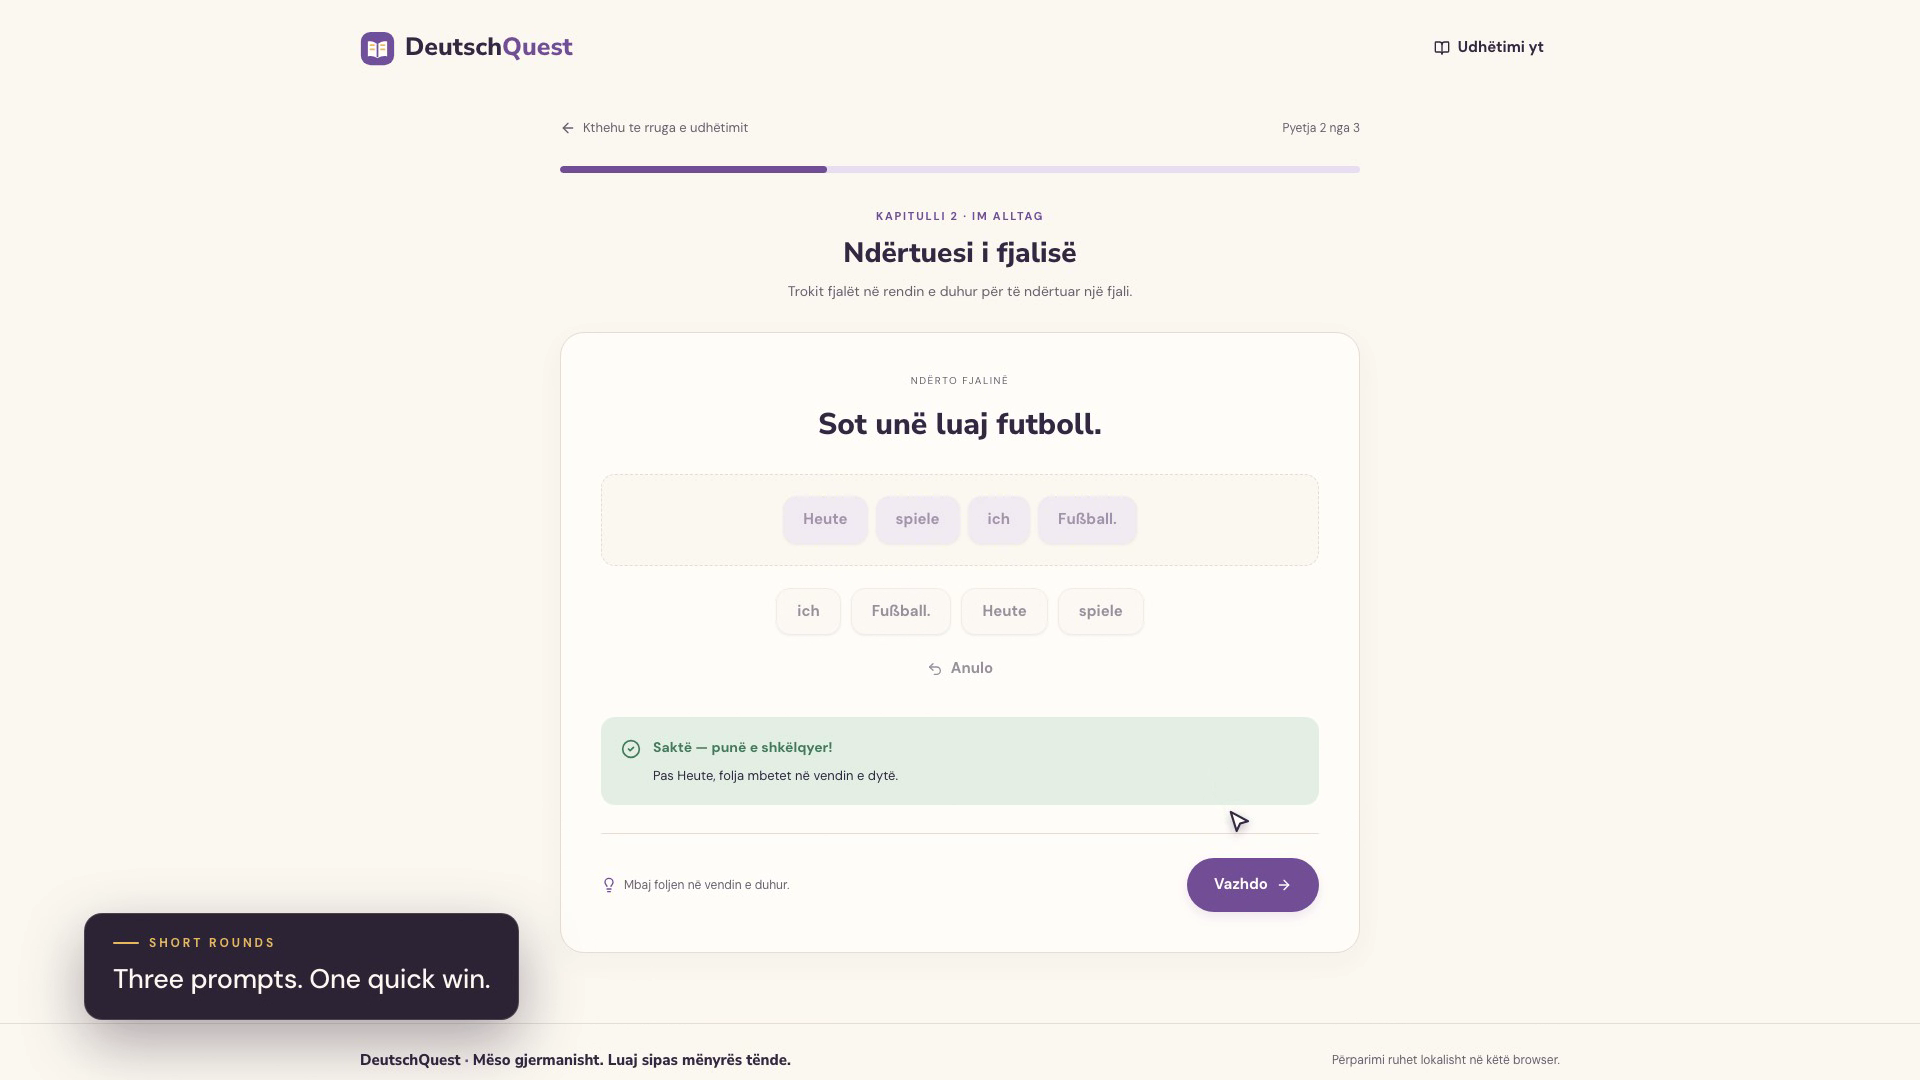 DeutschQuest
Udhëtimi yt
Kthehu te rruga e udhëtimit
Pyetja 2 nga 3
KAPITULLI 2 · IM ALLTAG
Ndërtuesi i fjalisë
Trokit fjalët në rendin e duhur për të ndërtuar një fjali.
NDËRTO FJALINË
Sot unë luaj futboll.
Heute spiele ich Fußball.
ich Fußball. Heute spiele
Anulo
Saktë — punë e shkëlqyer!
Pas Heute, folja mbetet në vendin e dytë.
Mbaj foljen në vendin e duhur.
Vazhdo
SHORT ROUNDS
Three prompts. One quick win.
DeutschQuest · Mëso gjermanisht. Luaj sipas mënyrës tënde.
Përparimi ruhet lokalisht në këtë browser.